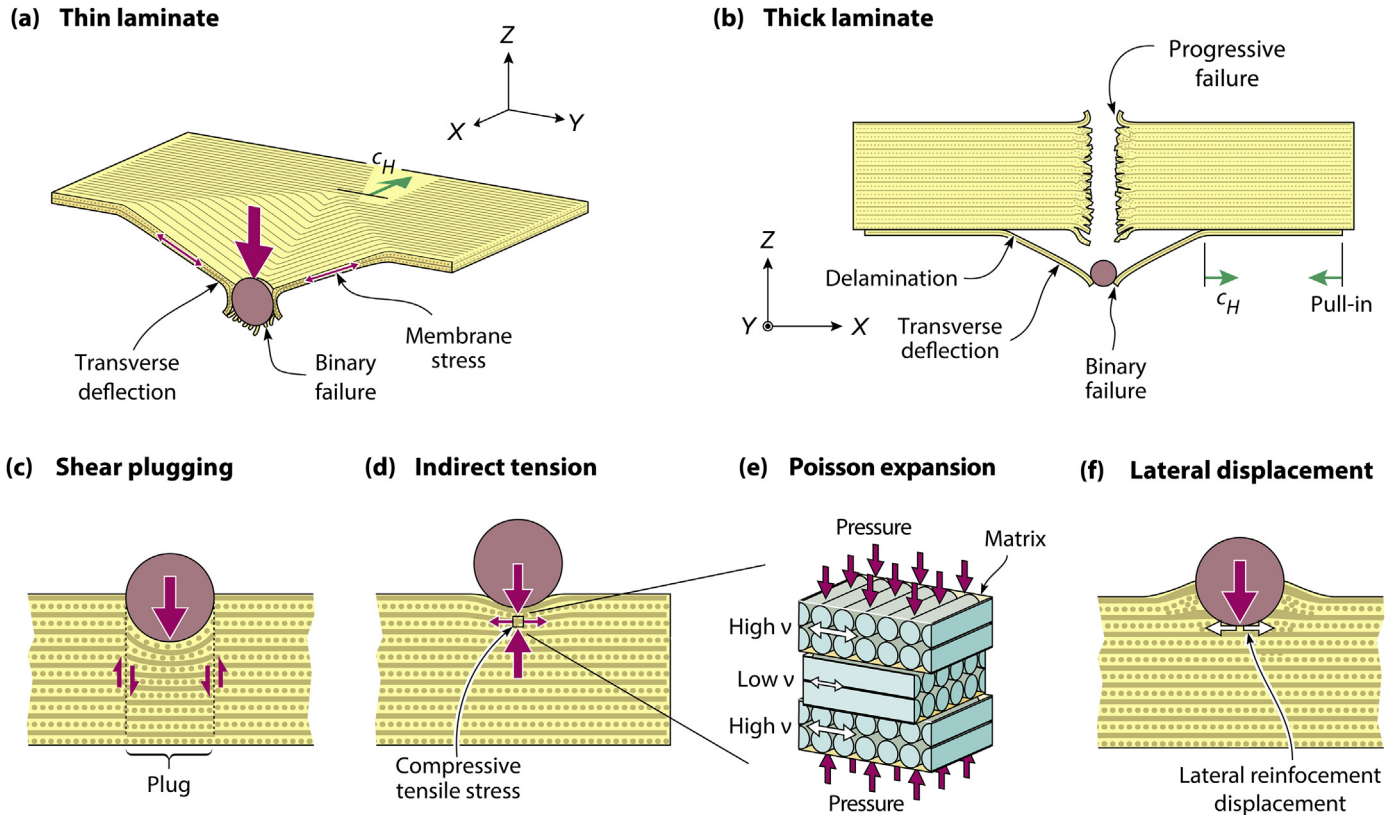 (a) Thin laminate
Z
X
Y
cH
Transverse
deflection
Binary
failure
Membrane
stress
(b) Thick laminate
Progressive
failure
Z
Y
X
Delamination
Transverse
deflection
Binary
failure
cH
Pull-in
(c) Shear plugging
Plug
(d) Indirect tension
Compressive
tensile stress
(e) Poisson expansion
Pressure
Matrix
High ν
Low ν
High ν
Pressure
(f) Lateral displacement
Lateral reinfocement
displacement